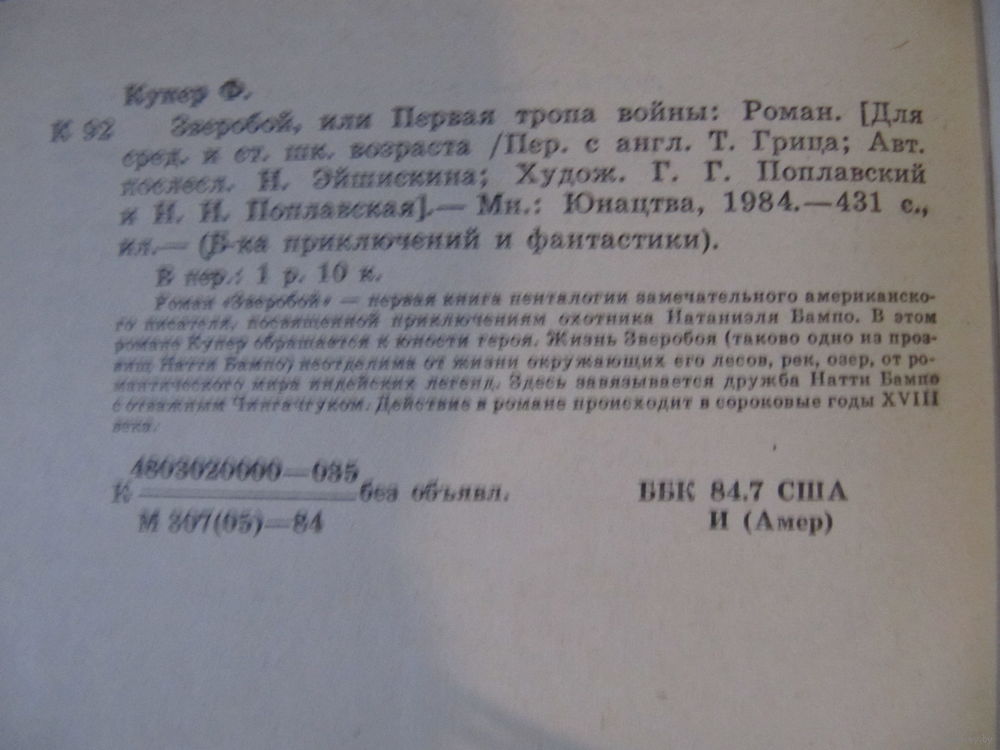 Купер Ф.
К 92 Зверобой, или Первая тропа войны: Роман. [Для
сред. и ст. шк. возраста /Пер. с англ. Т. Грица; Авт.
послесл. Н. Эйшискина; Худож. Г. Г. Поплавский
и Н. Н. Поплавская].— Мн.: Юнацтва, 1984.—431 с.,
ил.— (Б-ка приключений и фантастики).
В пер.: 1 р. 10 к.
Роман «Зверобой» — первая книга пенталогии замечательного американско-
го писателя, посвященной приключениям охотника Натаниэля Бампо. В этом
романе Купер обращается к юности героя. Жизнь Зверобоя (таково одно из проз-
вищ Натти Бампо) неотделима от жизни окружающих его лесов, рек, озер, от ро-
мантического мира индейских легенд. Здесь завязывается дружба Натти Бампо
с отважным Чингачгуком. Действие в романе происходит в сороковые годы XVIII
века.
4803020000—035
К без объявл.
М 307(05)—84
ББК 84.7 США
И (Амер)